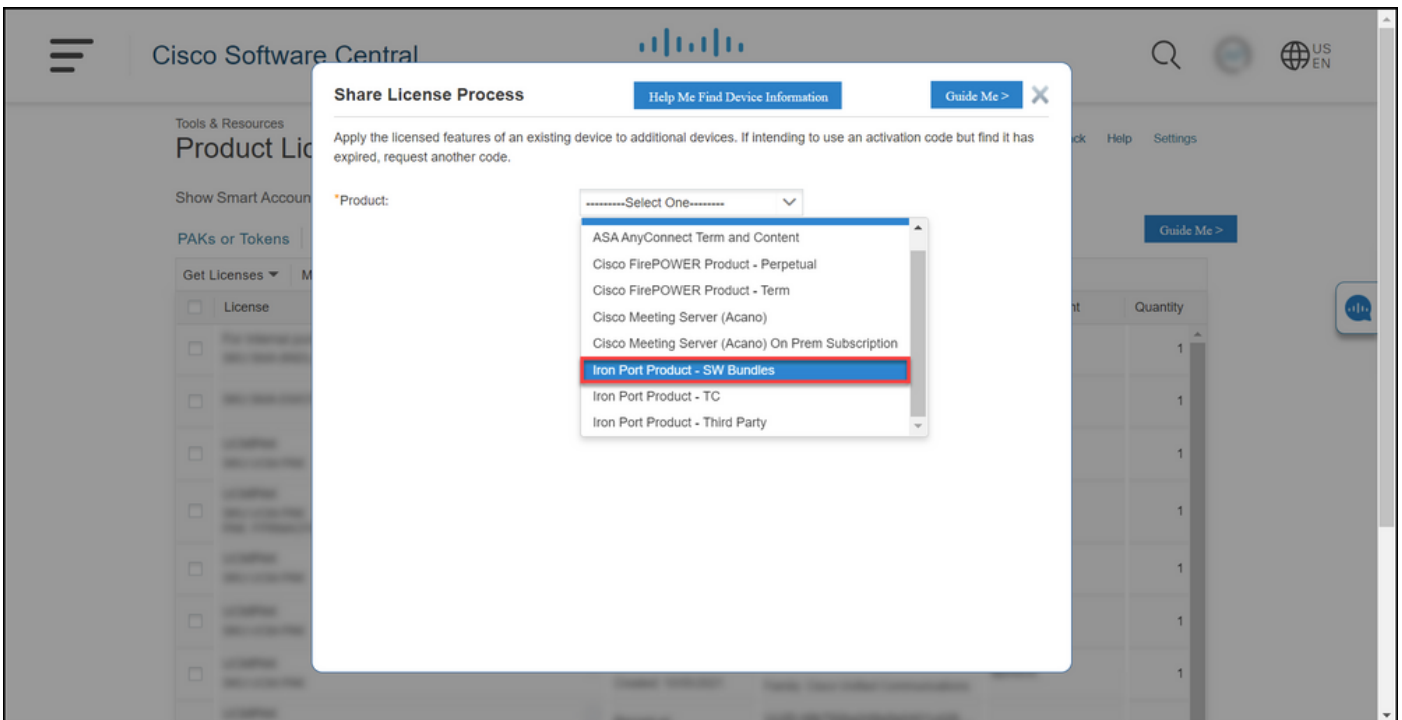 Cisco Software Central
US
EN
Share License Process
Help Me Find Device Information
Guide Me >
Tools & Resources
Product Lic
Apply the licensed features of an existing device to additional devices. If intending to use an activation code but find it has
expired, request another code.
Help
Settings
Show Smart Accoun
*Product:
---------Select One--------
PAKs or Tokens
Guide Me >
ASA AnyConnect Term and Content
Cisco FirePOWER Product - Perpetual
Cisco FirePOWER Product - Term
Cisco Meeting Server (Acano)
Cisco Meeting Server (Acano) On Prem Subscription
Iron Port Product - SW Bundles
Iron Port Product - TC
Iron Port Product - Third Party
Get Licenses
M
License
Quantity
1
1
1
1
1
1
1